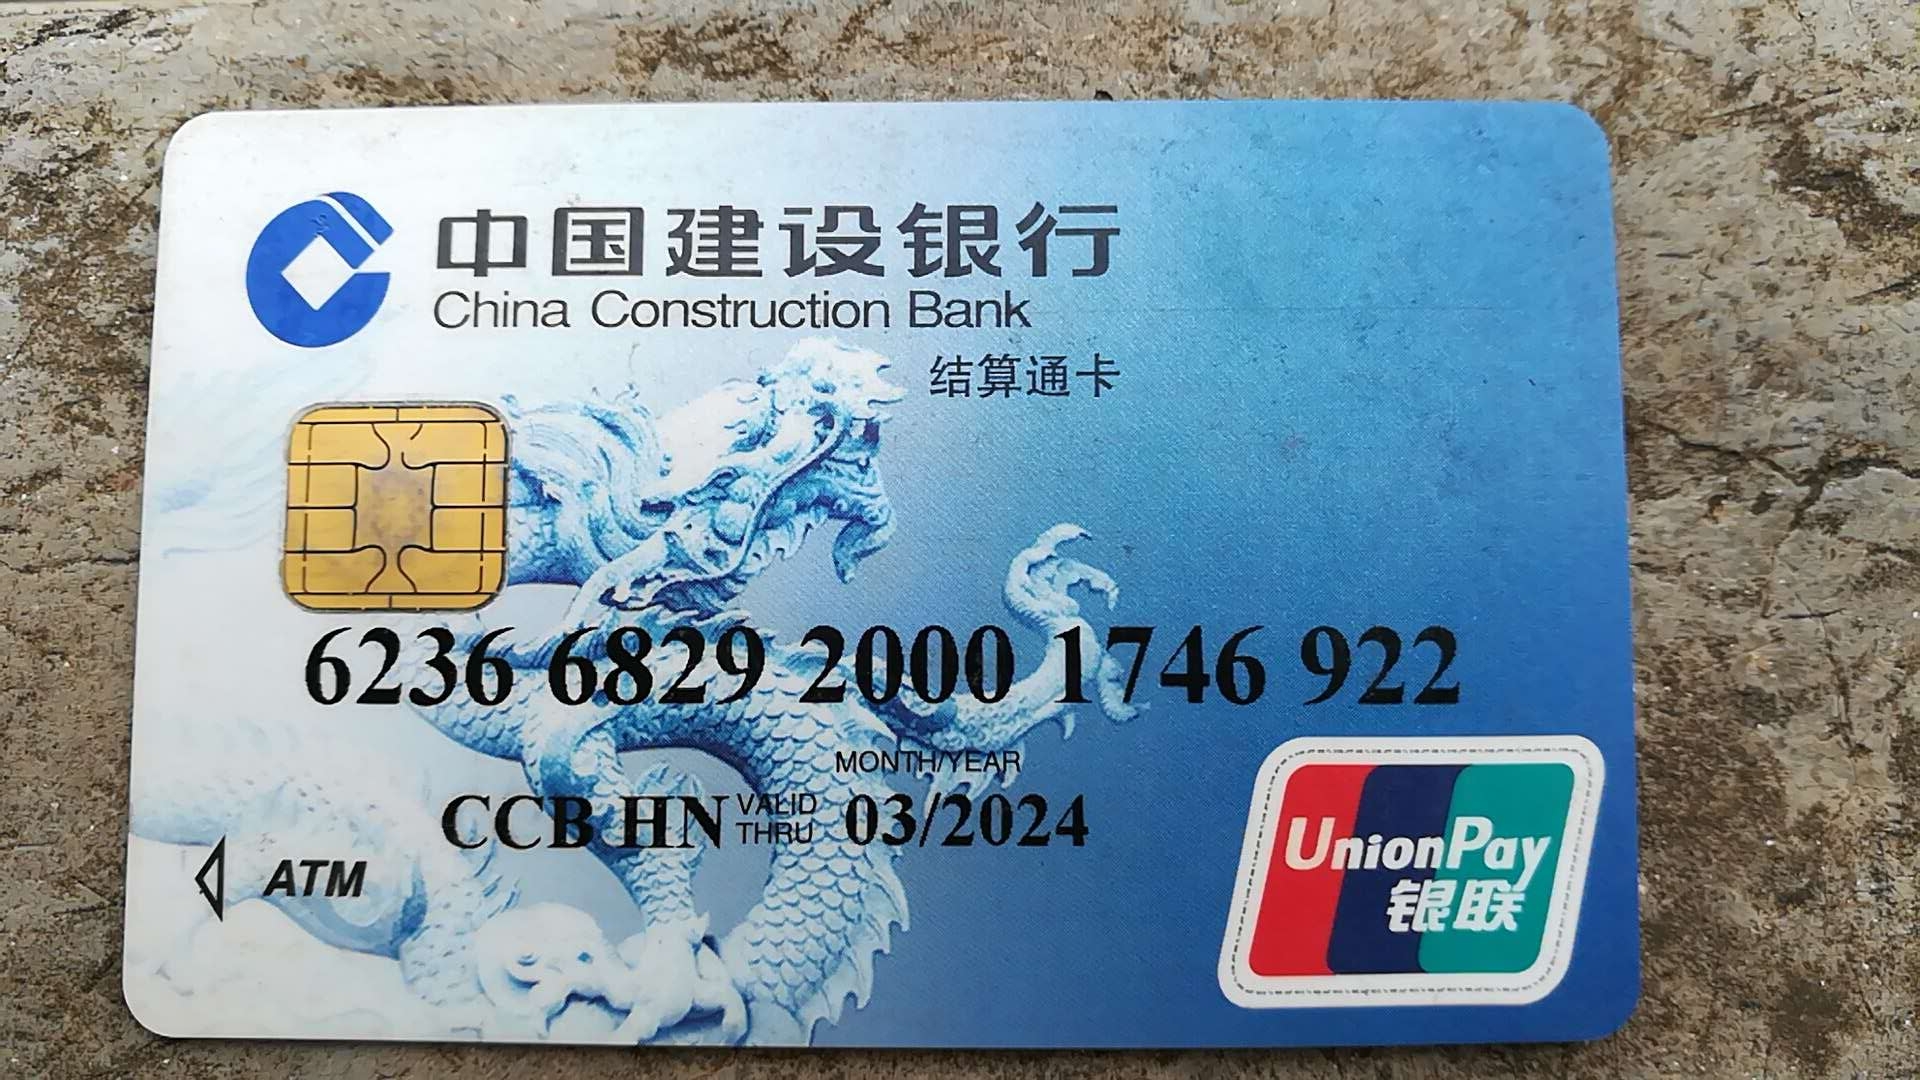 中国建设银行
China Construction Bank
结算通卡
6236 6829 2000 1746 922
MONTH/YEAR
CCB HN VALID THRU 03/2024
ATM
UnionPay
银联